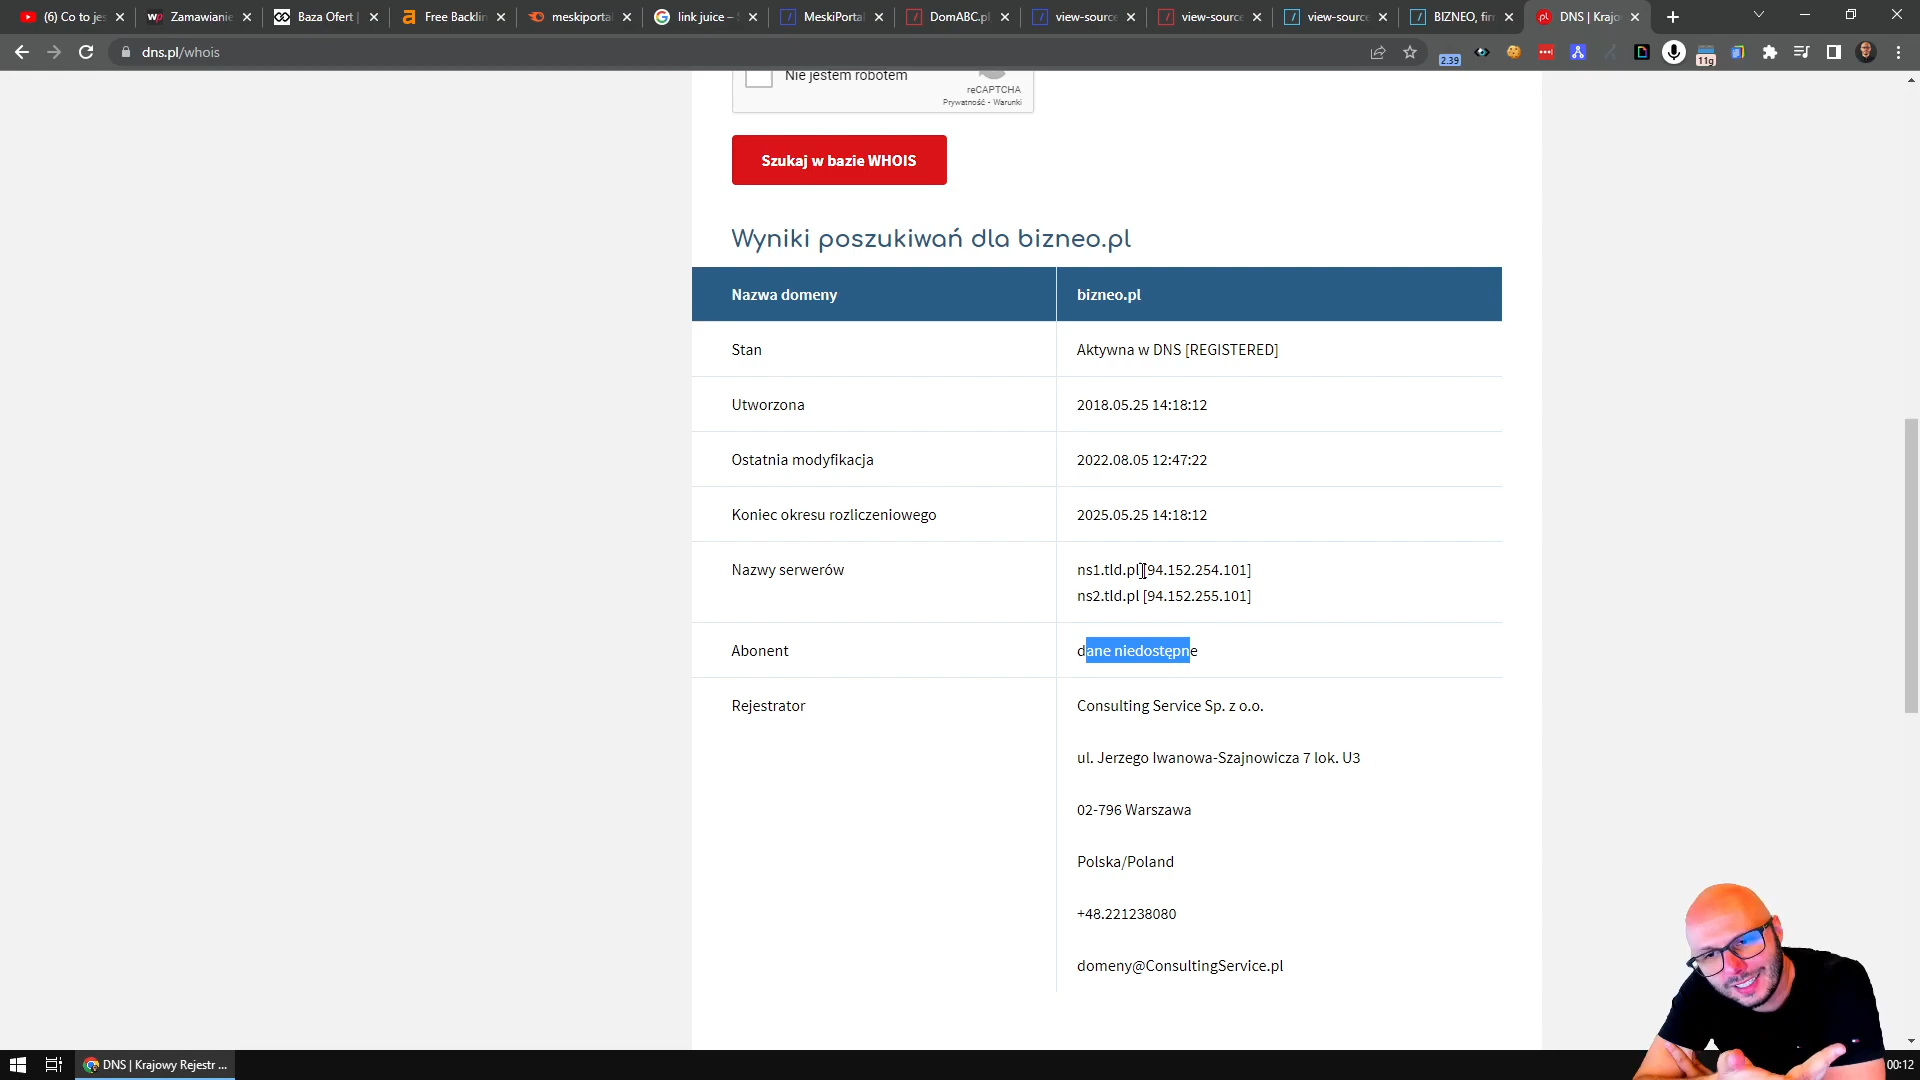 (6) Co to jes
Zamawianie
Baza Ofert |
Free Backlin
meskiporta
link juice –
MeskiPorta
DomABC.pl
view-source
view-source
view-source
BIZNEO, fir
DNS | Krajo
dns.pl/whois
2.39
11g
Nie jestem robotem
reCAPTCHA
Prywatność - Warunki
Szukaj w bazie WHOIS
Wyniki poszukiwań dla bizneo.pl
Nazwa domeny
bizneo.pl
Stan
Aktywna w DNS [REGISTERED]
Utworzona
2018.05.25 14:18:12
Ostatnia modyfikacja
2022.08.05 12:47:22
Koniec okresu rozliczeniowego
2025.05.25 14:18:12
Nazwy serwerów
ns1.tld.pl [94.152.254.101]
ns2.tld.pl [94.152.255.101]
Abonent
dane niedostępne
Rejestrator
Consulting Service Sp. z o.o.
ul. Jerzego Iwanowa-Szajnowicza 7 lok. U3
02-796 Warszawa
Polska/Poland
+48.221238080
domeny@ConsultingService.pl
DNS | Krajowy Rejestr ...
00:12